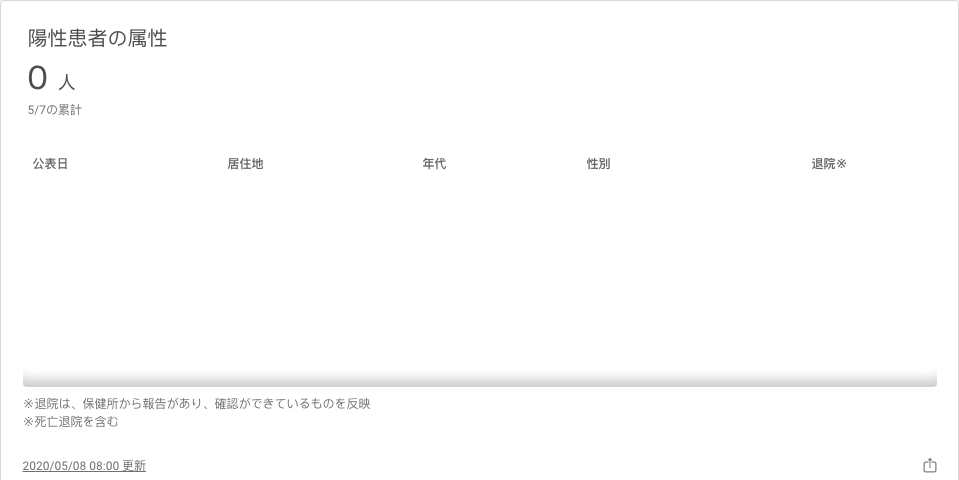 陽性患者の属性
0 人
5/7の累計
公表日 居住地 年代 性別 退院※
※退院は、保健所から報告があり、確認ができているものを反映
※死亡退院を含む
2020/05/08 08:00 更新